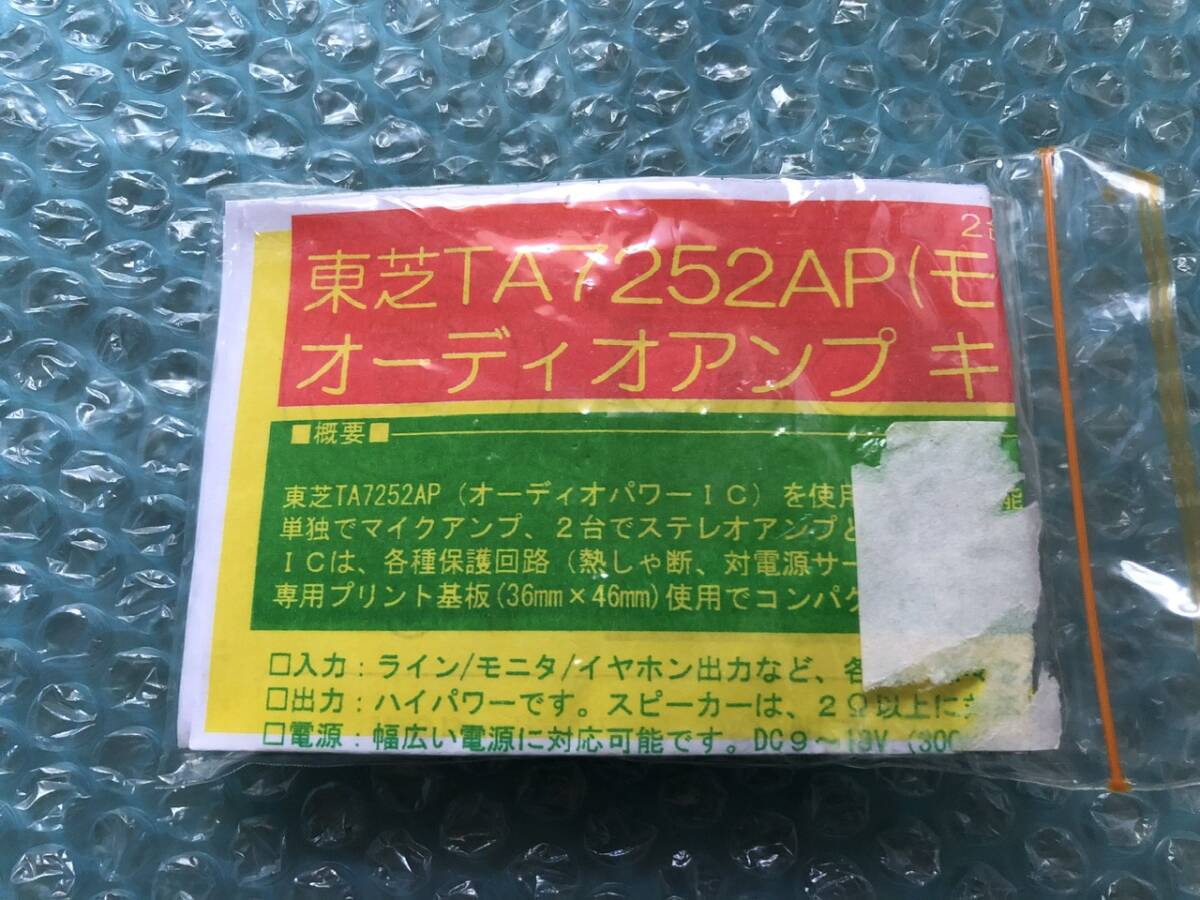 2
東芝TA7252AP(モ
オーディオアンプ キ
■概要■
東芝TA7252AP(オーディオパワーIC)を使用
単独でマイクアンプ、2台でステレオアンプと
ICは、各種保護回路(熱しゃ断、対電源サー
専用プリント基板(36mm×46mm)使用でコンパク
□入力:ライン/モニタ/イヤホン出力など、各
□出力:ハイパワーです。スピーカーは、2Ω以上に
□電源:幅広い電源に対応可能です。DC9～